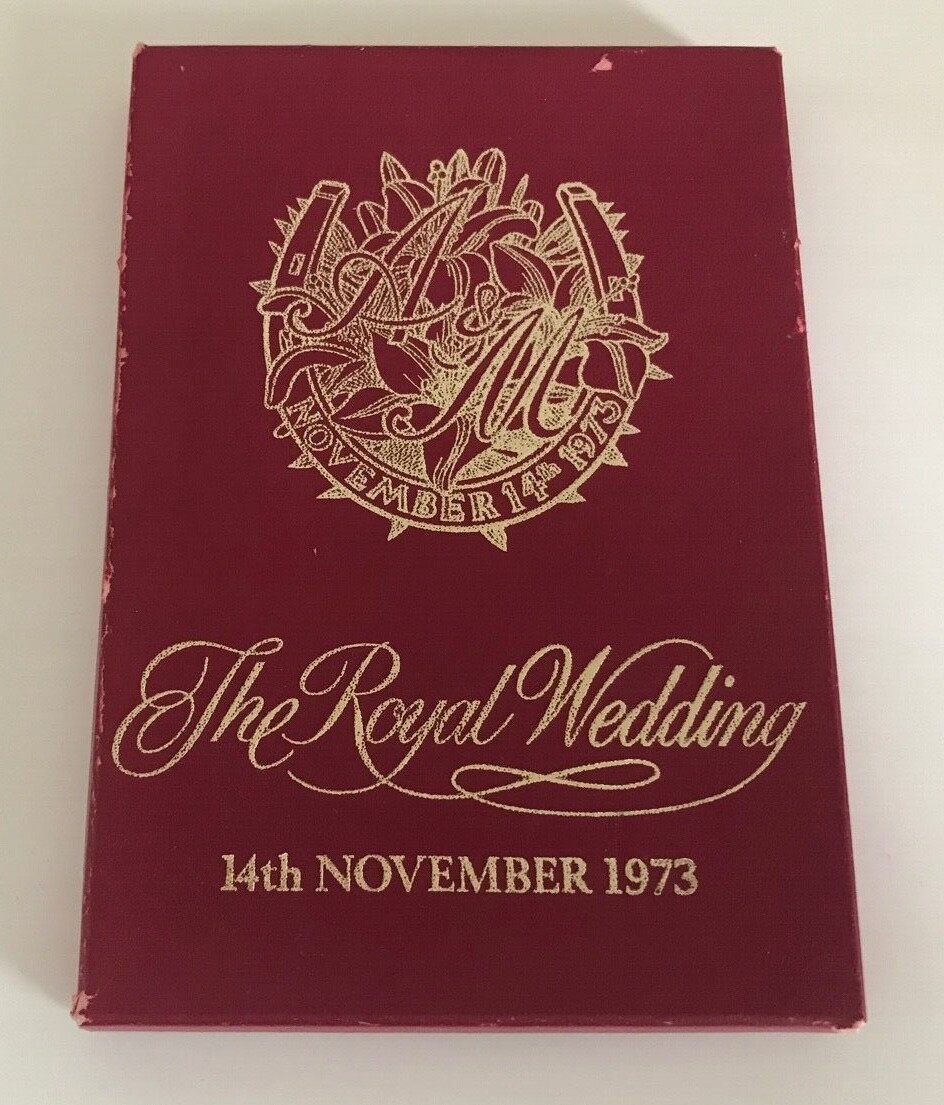 A & M
NOVEMBER 14th 1973
The Royal Wedding
14th NOVEMBER 1973